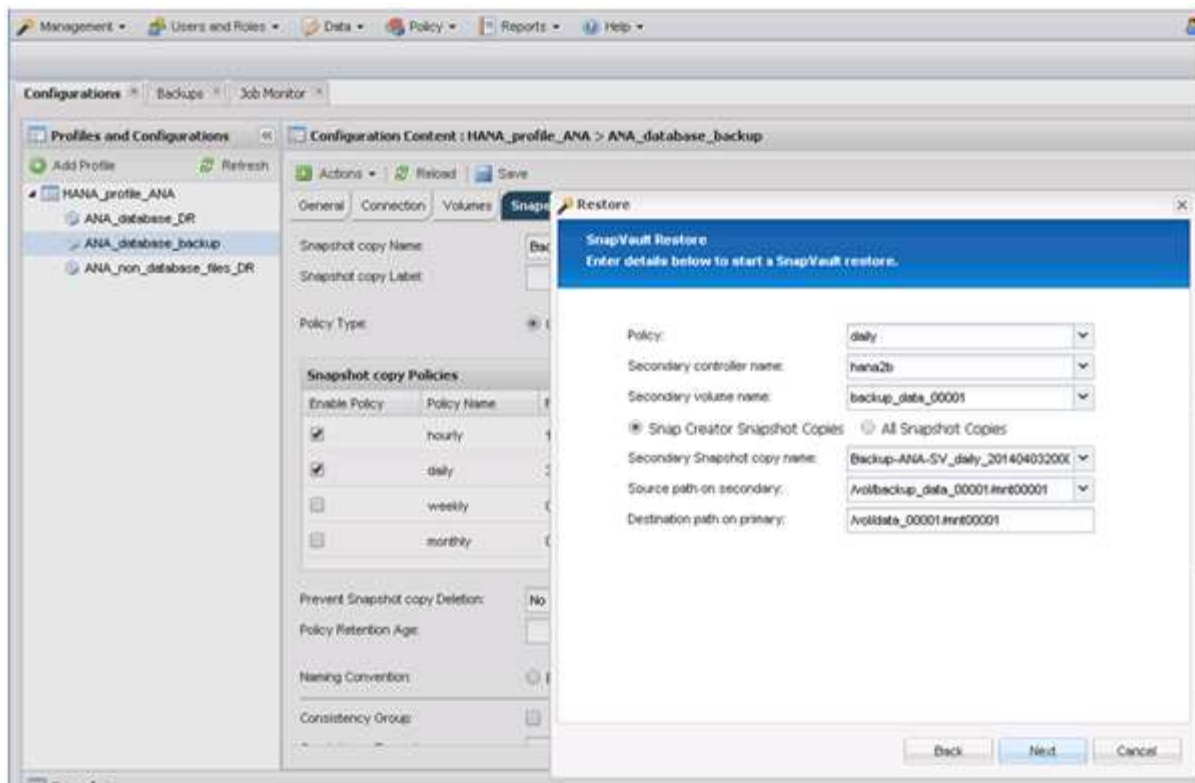 Management Users and Roles Data Policy Reports Help
Configurations Backups Job Monitor
Profiles and Configurations
Add Profile Refresh
HANA_profile_ANA
ANA_database_DR
ANA_database_backup
ANA_non_database_files_DR
Configuration Content : HANA_profile_ANA > ANA_database_backup
Actions Reload Save
General Connection Volumes Snaps
Snapshot copy Name: Bac
Snapshot copy Label:
Policy Type:
Snapshot copy Policies
Enable Policy Policy Name
hourly
daily
weekly
monthly
Prevent Snapshot copy Deletion: No
Policy Retention Age:
Naming Convention:
Consistency Group:
Restore
SnapVault Restore
Enter details below to start a SnapVault restore.
Policy: daily
Secondary controller name: hana2b
Secondary volume name: backup_data_00001
Snap Creator Snapshot Copies All Snapshot Copies
Secondary Snapshot copy name: Backup-ANA-SV_daily_2014040320
Source path on secondary: /vol/backup_data_00001/mnt00001
Destination path on primary: /vol/data_00001/mnt00001
Back Next Cancel